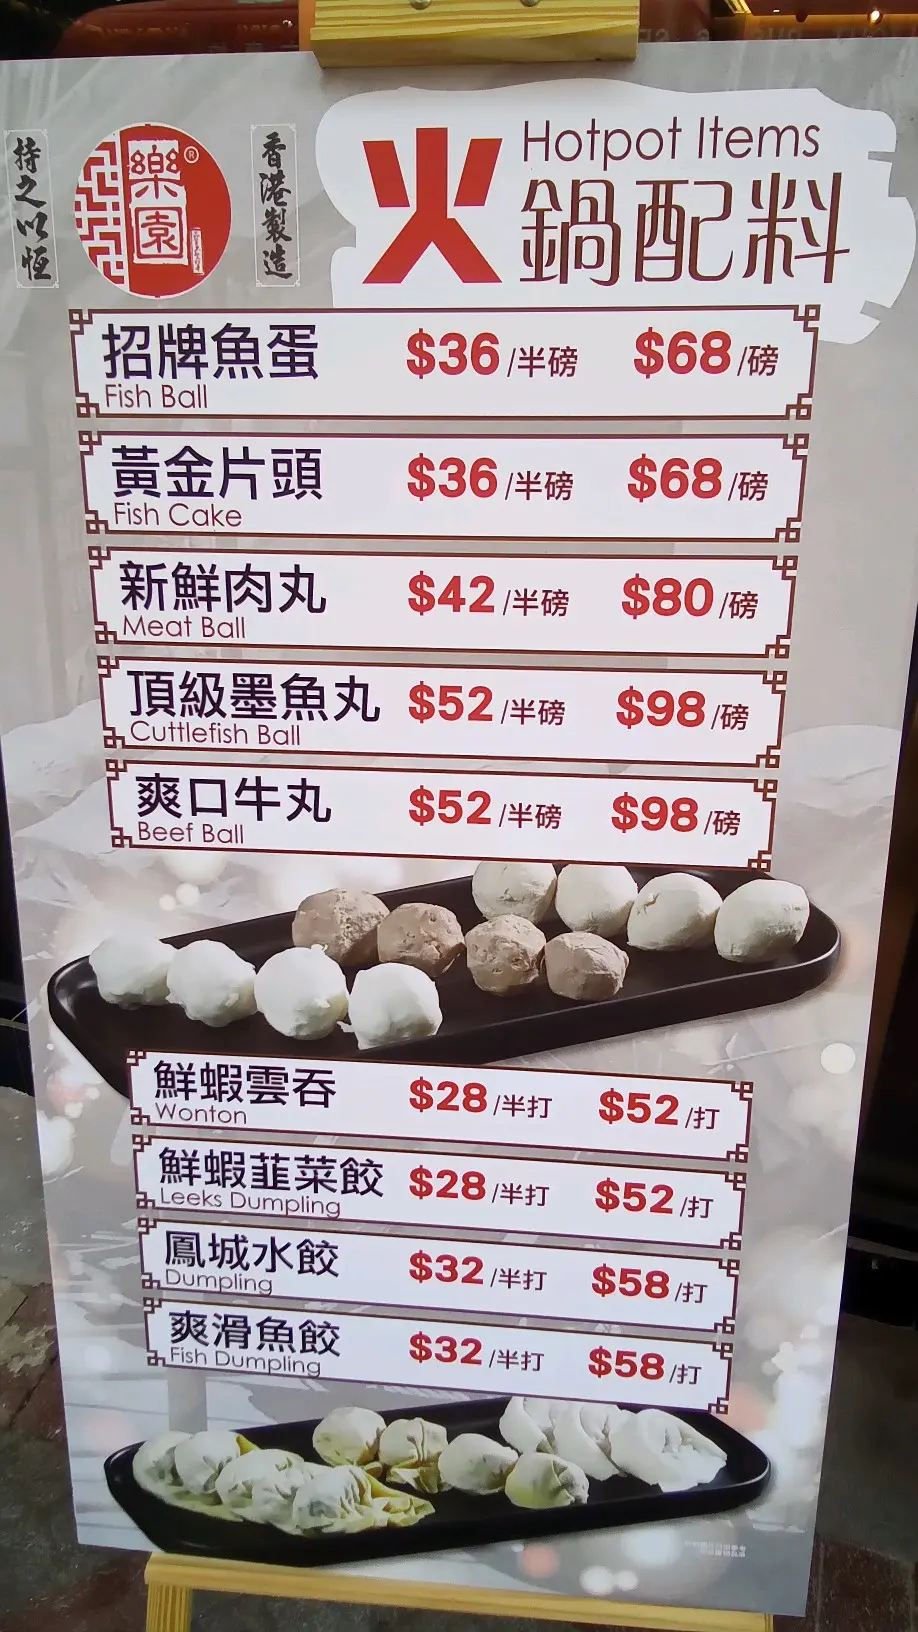 持之以恒
樂園®
香港製造
Hotpot Items
火鍋配料
招牌魚蛋 $36/半磅 $68/磅
Fish Ball
黃金片頭 $36/半磅 $68/磅
Fish Cake
新鮮肉丸 $42/半磅 $80/磅
Meat Ball
頂級墨魚丸 $52/半磅 $98/磅
Cuttlefish Ball
爽口牛丸 $52/半磅 $98/磅
Beef Ball
鮮蝦雲吞 $28/半打 $52/打
Wonton
鮮蝦韮菜餃 $28/半打 $52/打
Leeks Dumpling
鳳城水餃 $32/半打 $58/打
Dumpling
爽滑魚餃 $32/半打 $58/打
Fish Dumpling